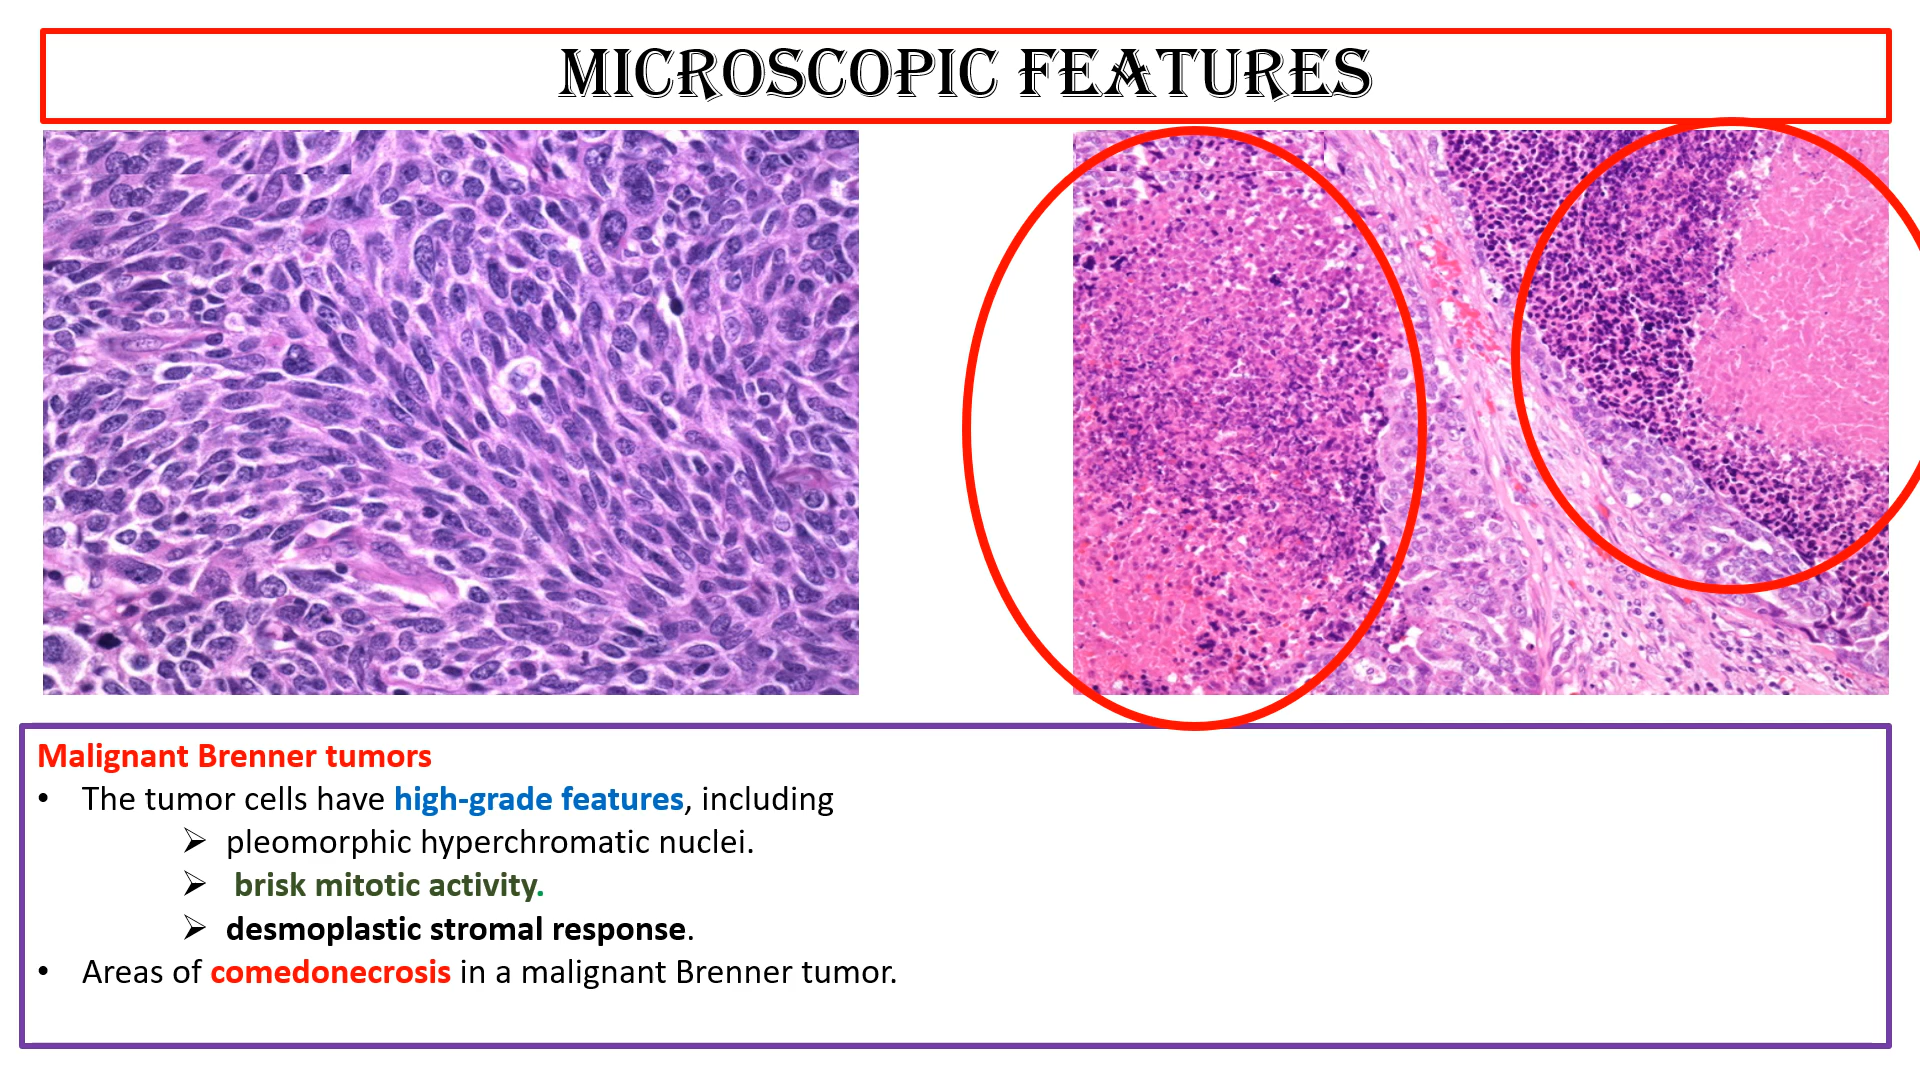 MICROSCOPIC FEATURES
Malignant Brenner tumors
• The tumor cells have high-grade features, including
➢ pleomorphic hyperchromatic nuclei.
➢ brisk mitotic activity.
➢ desmoplastic stromal response.
• Areas of comedonecrosis in a malignant Brenner tumor.